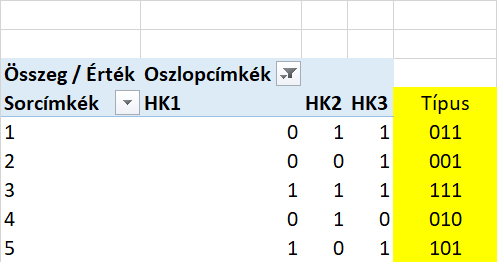 Összeg / Érték Oszlopcímkék
Sorcímkék HK1 HK2 HK3 Típus
1 0 1 1 011
2 0 0 1 001
3 1 1 1 111
4 0 1 0 010
5 1 0 1 101